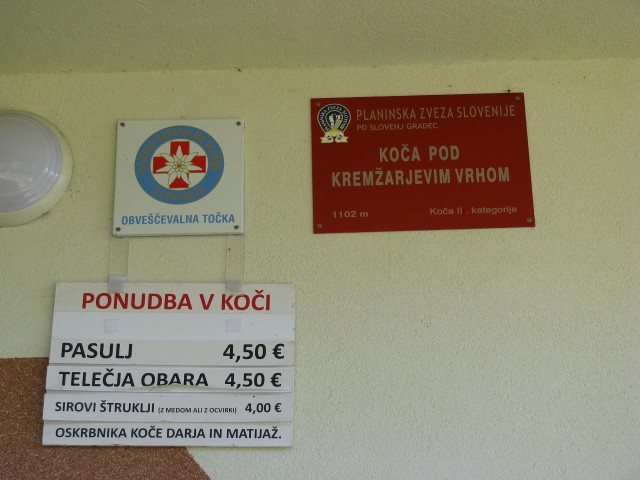 OBVEŠČEVALNA TOČKA
PLANINSKA ZVEZA SLOVENIJE
PD SLOVENJ GRADEC
KOČA POD
KREMŽARJEVIM VRHOM
1102 m Koča II. kategorije
PONUDBA V KOČI
PASULJ 4,50 €
TELEČJA OBARA 4,50 €
SIROVI ŠTRUKLJI (Z MEDOM ALI Z OCVIRKI) 4,00 €
OSKRBNIKA KOČE DARJA IN MATIJAŽ.